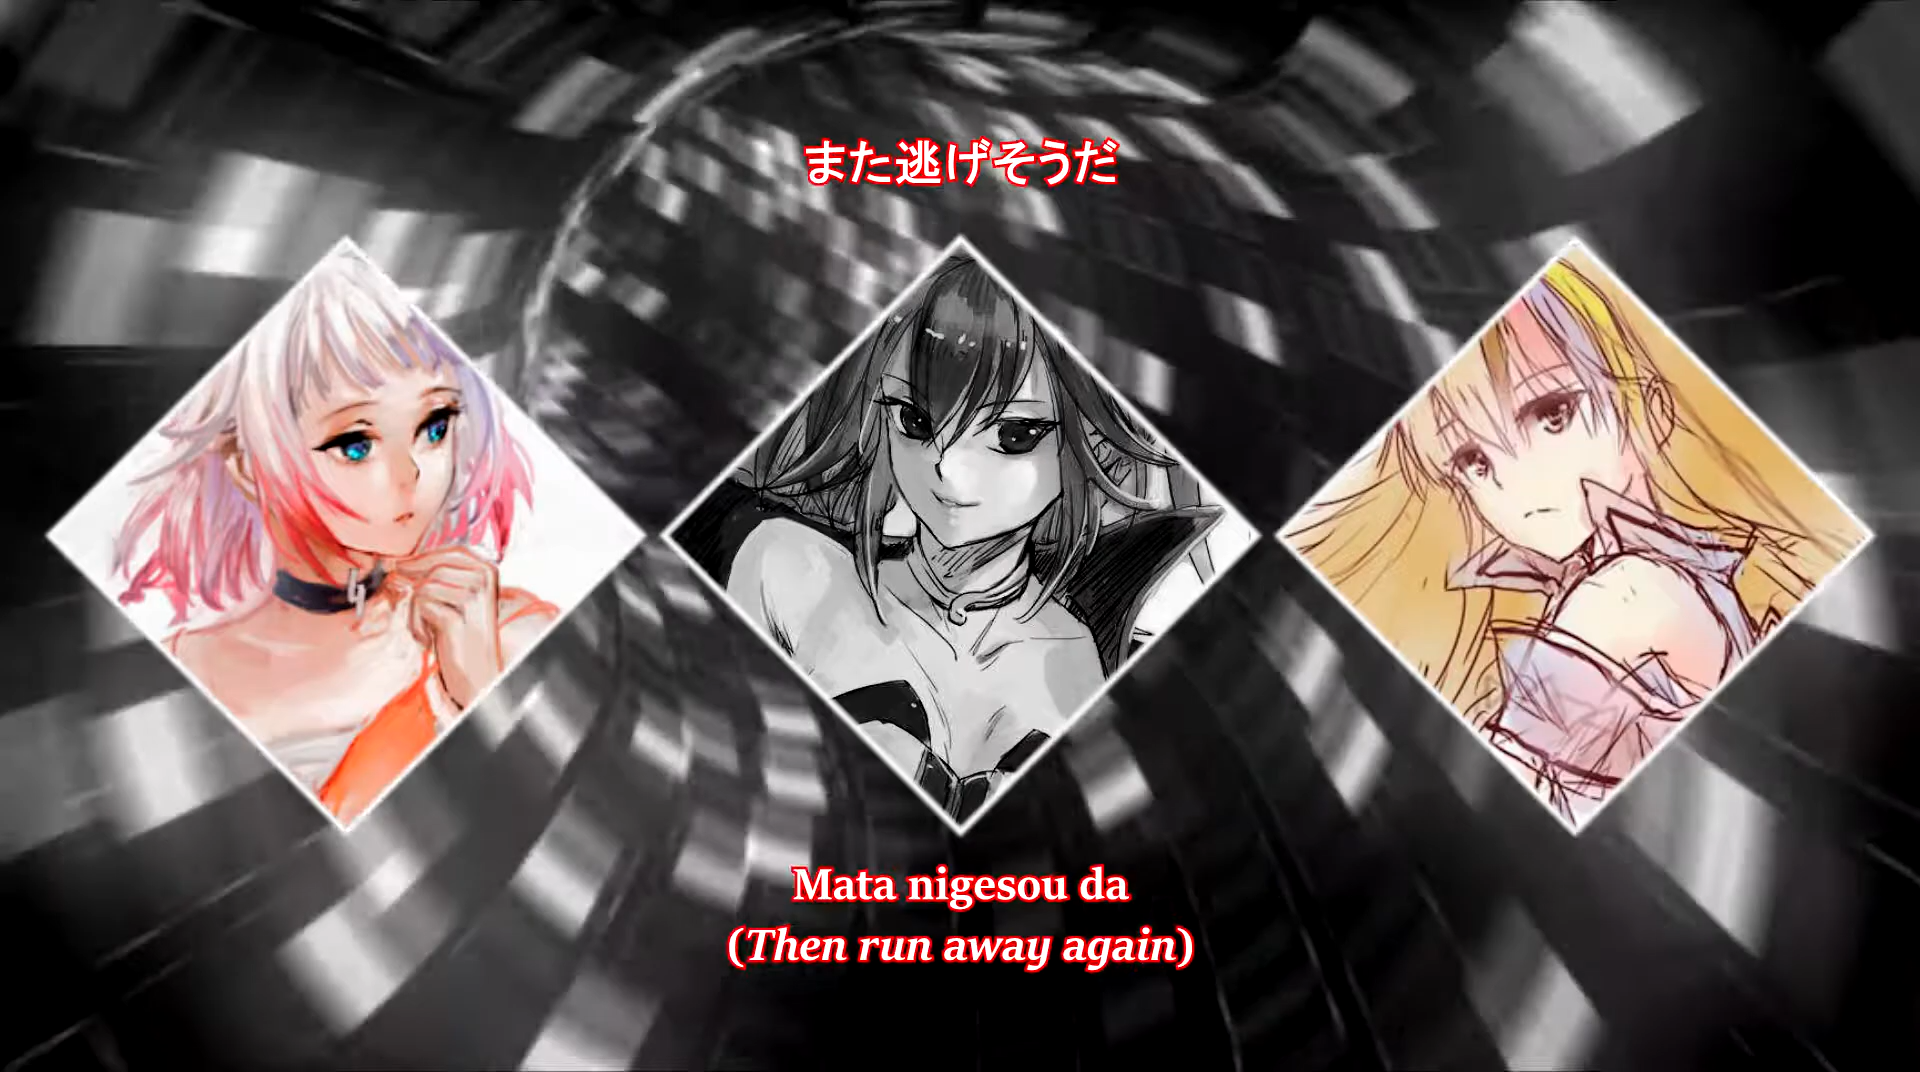 また逃げそうだ
Mata nigesou da
(Then run away again)